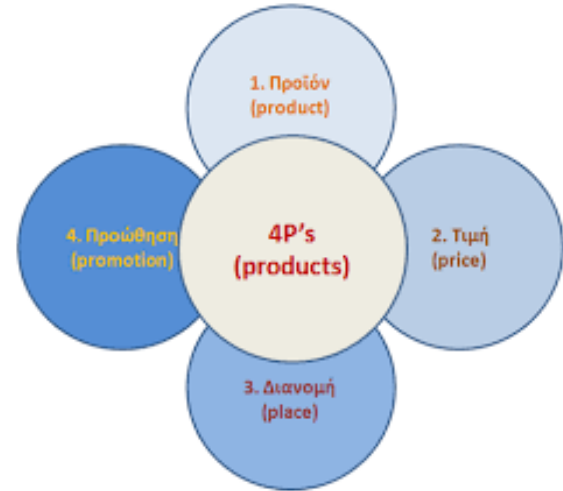 1. Προϊόν
(product)
4P's
(products)
2. Τιμή
(price)
3. Διανομή
(place)
4. Προώθηση
(promotion)